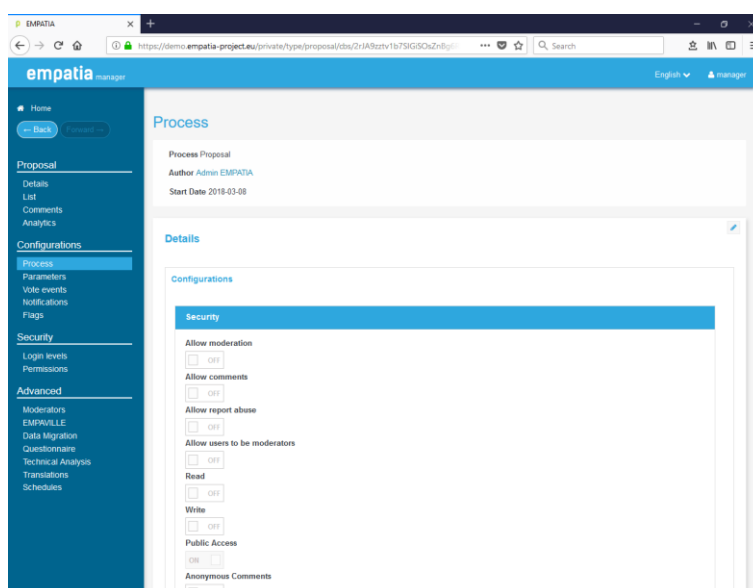 EMPATIA
https://demo.empatia-project.eu/private/type/proposal/cbs/
Search
empatia manager
English
manager
Home
← Back
Forward →
Proposal
Details
List
Comments
Analytics
Configurations
Process
Parameters
Vote events
Notifications
Flags
Security
Login levels
Permissions
Advanced
Moderators
EMPAVILLE
Data Migration
Questionnaire
Technical Analysis
Translations
Schedules
Process
Process Proposal
Author Admin EMPATIA
Start Date 2018-03-08
Details
Configurations
Security
Allow moderation
OFF
Allow comments
OFF
Allow report abuse
OFF
Allow users to be moderators
OFF
Read
OFF
Write
OFF
Public Access
ON
Anonymous Comments